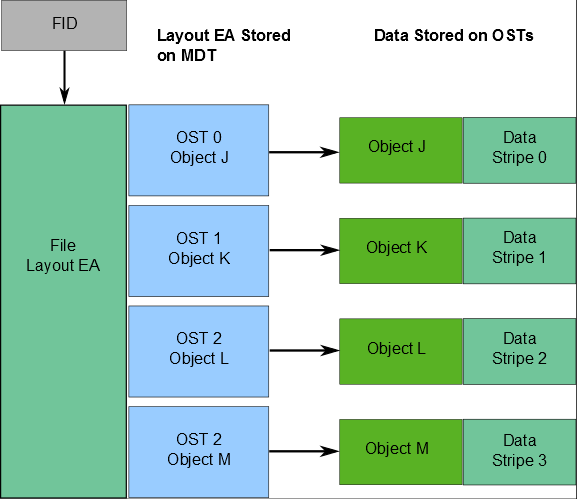 FID
Layout EA Stored
on MDT
Data Stored on OSTs
File
Layout EA
OST 0
Object J
Object J
Data
Stripe 0
OST 1
Object K
Object K
Data
Stripe 1
OST 2
Object L
Object L
Data
Stripe 2
OST 2
Object M
Object M
Data
Stripe 3